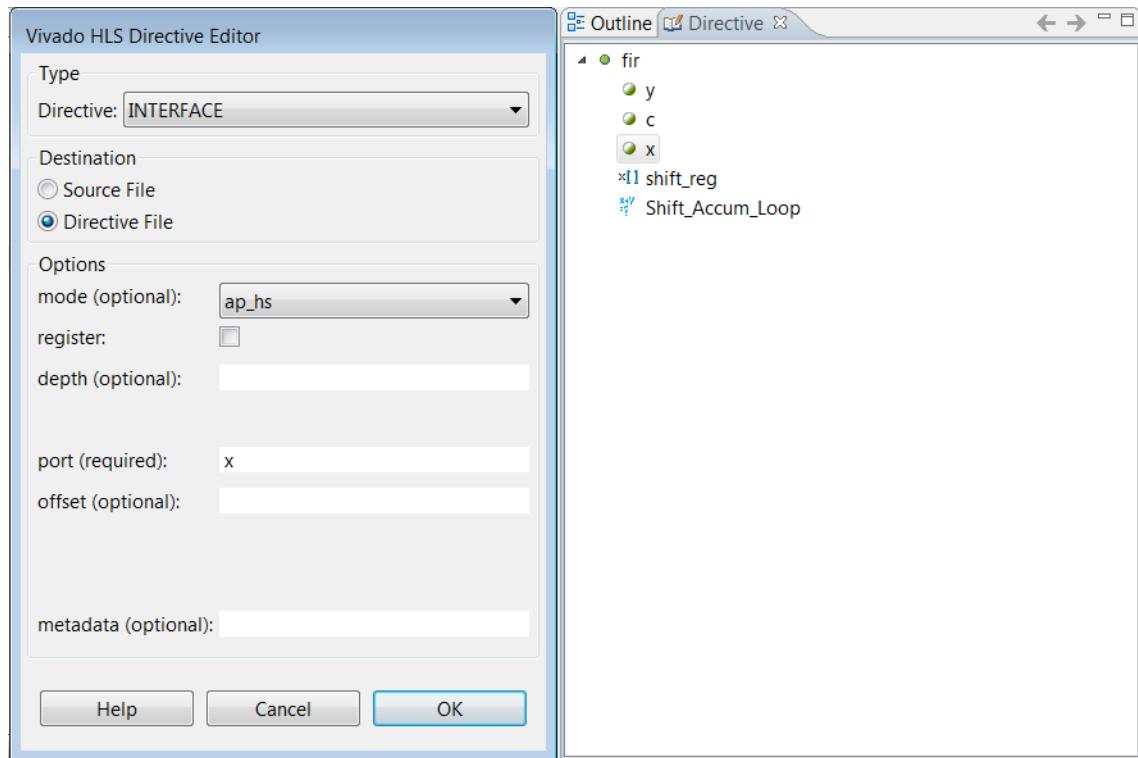 Vivado HLS Directive Editor
Type
Directive: INTERFACE
Destination
Source File
Directive File
Options
mode (optional): ap_hs
register:
depth (optional):
port (required): x
offset (optional):
metadata (optional):
Help Cancel OK
Outline Directive
fir
y
c
x
x[] shift_reg
Shift_Accum_Loop